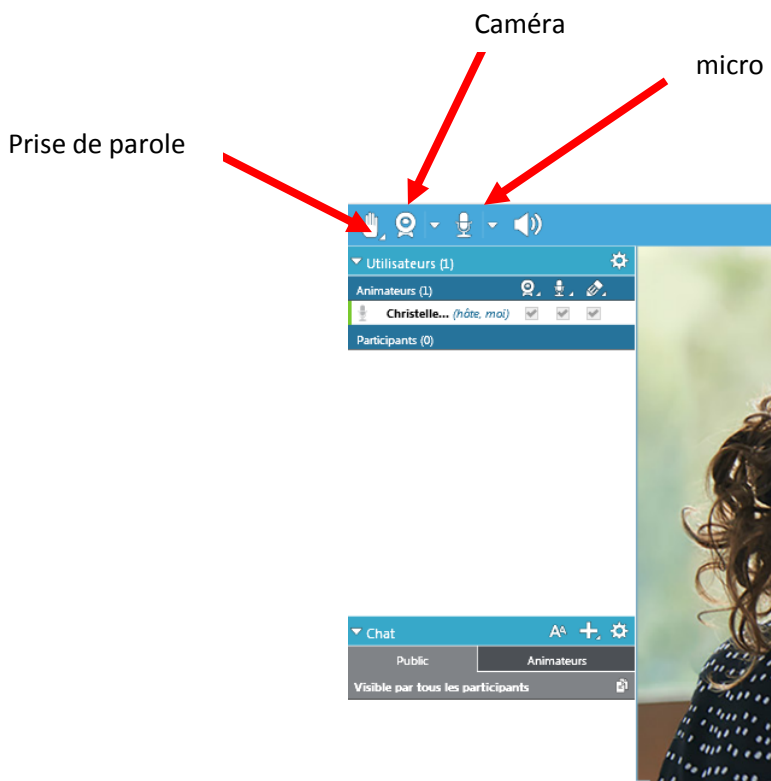 Caméra
micro
Prise de parole
Utilisateurs (1)
Animateurs (1)
Christelle... (hôte, moi)
Participants (0)
Chat
AA
Public
Animateurs
Visible par tous les participants